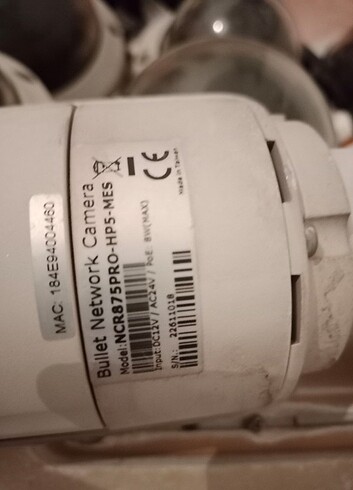 MAC: 184E94004460
Bullet Network Camera
Model:NCR875PRO-HP5-MES
Input:DC12V / AC24V / PoE  8W(MAX)
S/N.: 22611018
CE
Made in Taiwan